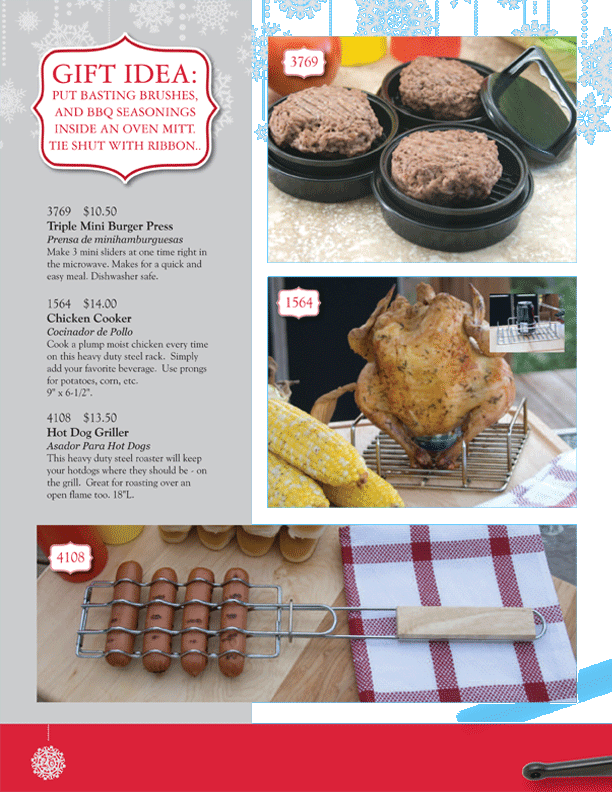 GIFT IDEA:
PUT BASTING BRUSHES,
AND BBQ SEASONINGS
INSIDE AN OVEN MITT.
TIE SHUT WITH RIBBON..
3769
3769 $10.50
Triple Mini Burger Press
Prensa de minihamburguesas
Make 3 mini sliders at one time right in
the microwave. Makes for a quick and
easy meal. Dishwasher safe.
1564 $14.00
Chicken Cooker
Cocinador de Pollo
Cook a plump moist chicken every time
on this heavy duty steel rack. Simply
add your favorite beverage. Use prongs
for potatoes, corn, etc.
9" x 6-1/2".
1564
4108 $13.50
Hot Dog Griller
Asador Para Hot Dogs
This heavy duty steel roaster will keep
your hotdogs where they should be - on
the grill. Great for roasting over an
open flame too. 18"L.
4108
26